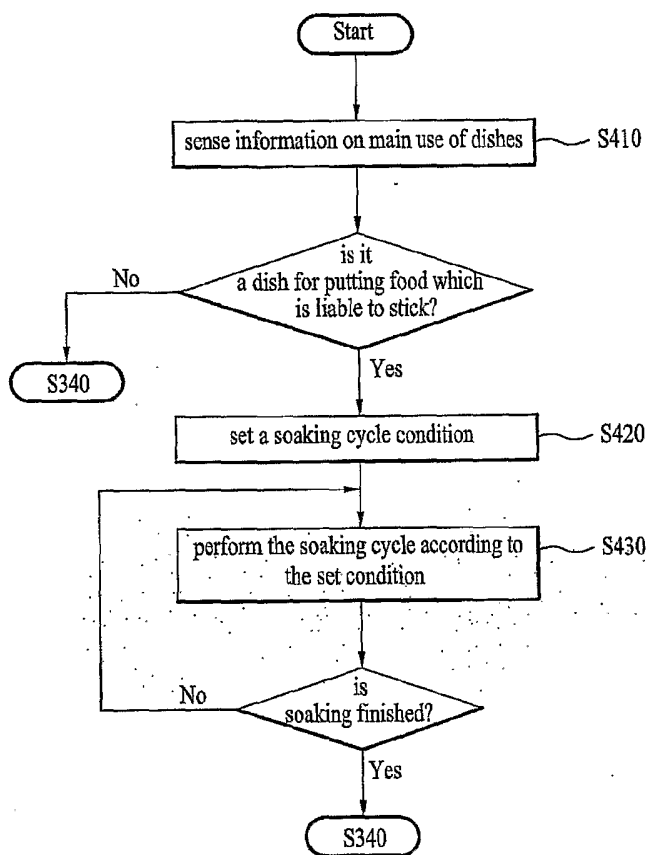 Start
sense information on main use of dishes
S410
is it
a dish for putting food which
is liable to stick?
No
S340
Yes
set a soaking cycle condition
S420
perform the soaking cycle according to
the set condition
S430
is
soaking finished?
No
Yes
S340